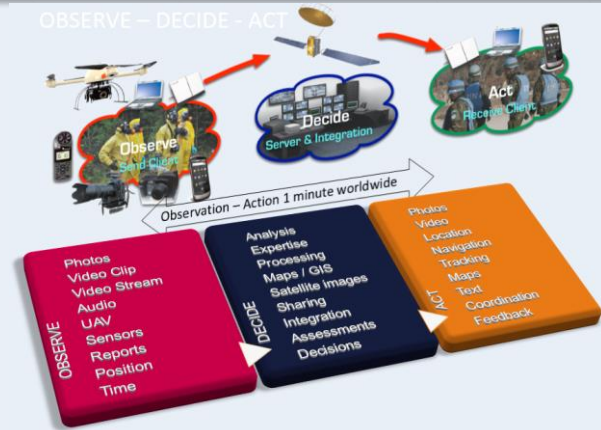 OBSERVE – DECIDE - ACT
Observe
Send Client
Decide
Server & Integration
Act
Receive Client
Observation – Action 1 minute worldwide
OBSERVE
Photos
Video Clip
Video Stream
Audio
UAV
Sensors
Reports
Position
Time
DECIDE
Analysis
Expertise
Processing
Maps / GIS
Satellite images
Sharing
Integration
Assessments
Decisions
ACT
Photos
Video
Location
Navigation
Tracking
Maps
Text
Coordination
Feedback